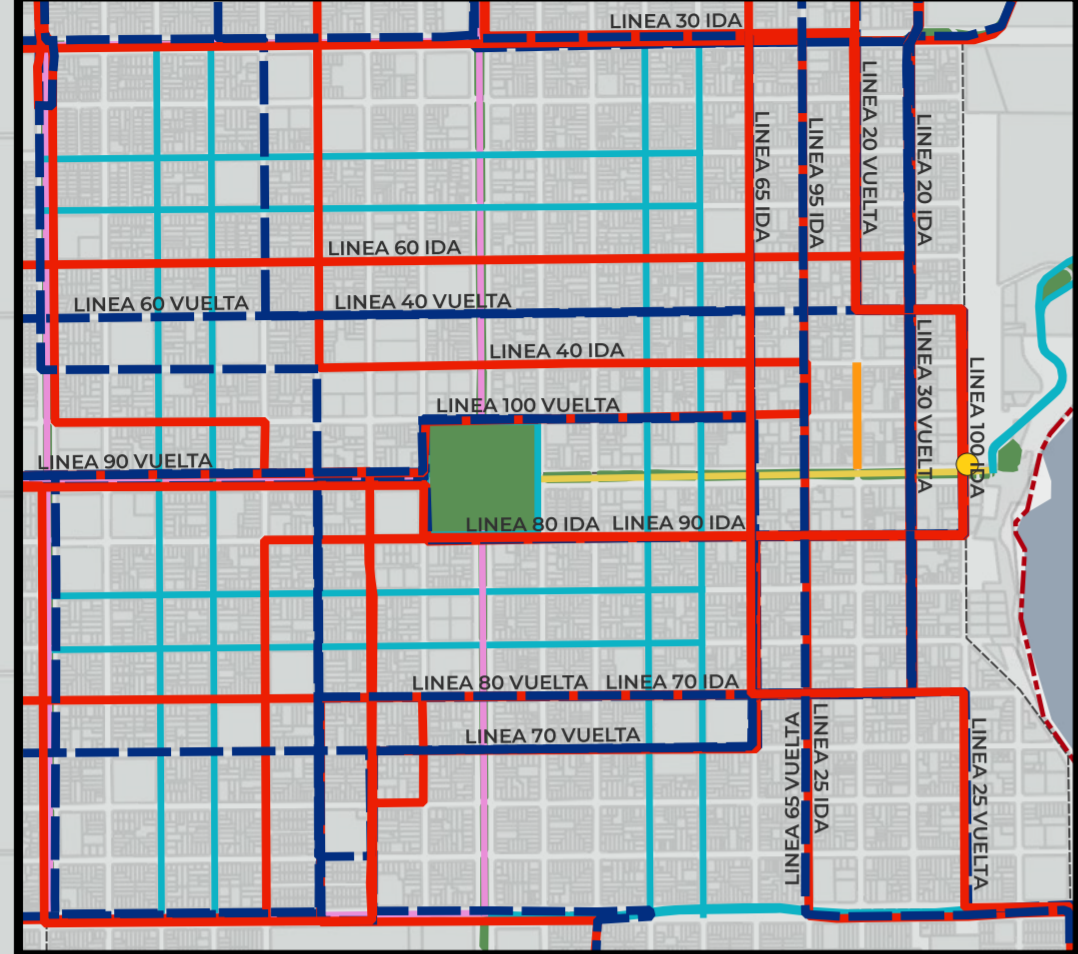 LINEA 30 IDA
LINEA 20 VUELTA
LINEA 65 IDA
LINEA 95 IDA
LINEA 20 IDA
LINEA 60 IDA
LINEA 60 VUELTA
LINEA 40 VUELTA
LINEA 30 VUELTA
LINEA 40 IDA
LINEA 100 IDA
LINEA 100 VUELTA
LINEA 90 VUELTA
LINEA 80 IDA LINEA 90 IDA
LINEA 80 VUELTA LINEA 70 IDA
LINEA 70 VUELTA
LINEA 65 VUELTA
LINEA 25 IDA
LINEA 25 VUELTA